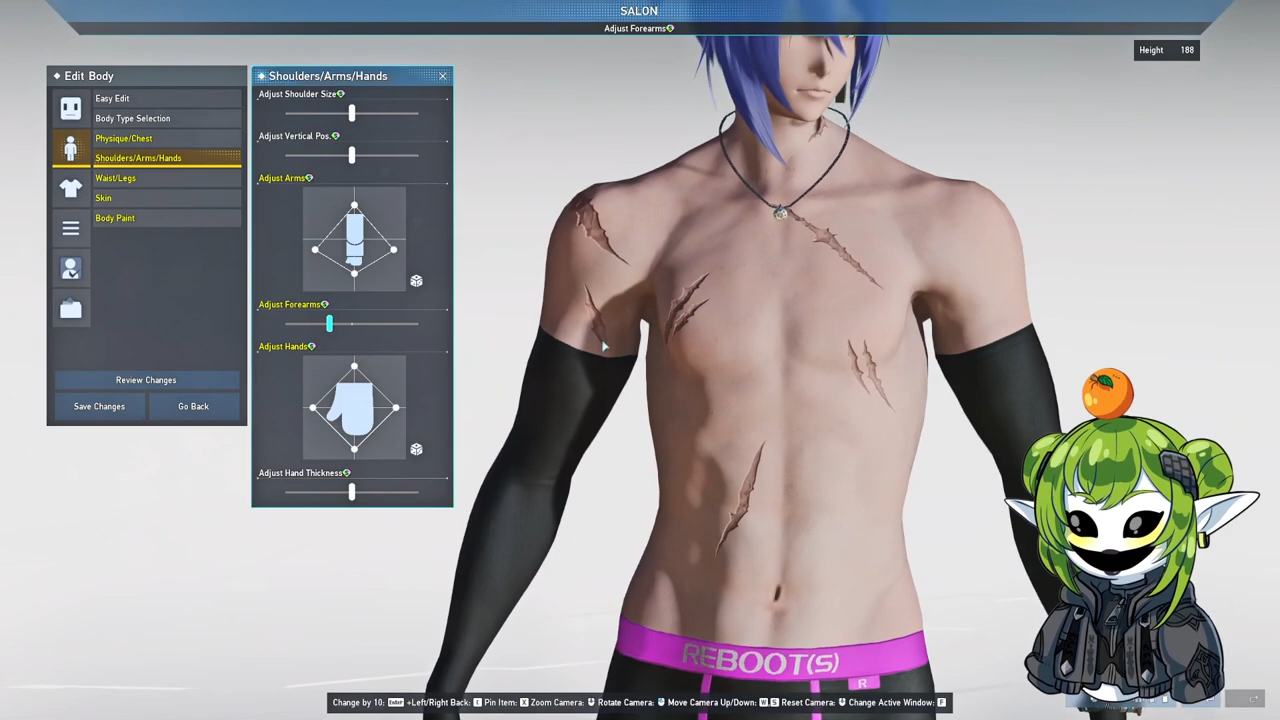 SALON
Adjust Forearms
Height 188
Edit Body
Easy Edit
Body Type Selection
Physique/Chest
Shoulders/Arms/Hands
Waist/Legs
Skin
Body Paint
Review Changes
Save Changes
Go Back
Shoulders/Arms/Hands
Adjust Shoulder Size
Adjust Vertical Pos.
Adjust Arms
Adjust Forearms
Adjust Hands
Adjust Hand Thickness
REBOOT(S)
R
Change by 10: Enter +Left/Right Back: Pin Item: X Zoom Camera: Rotate Camera: Move Camera Up/Down: W S Reset Camera: Change Active Window: F